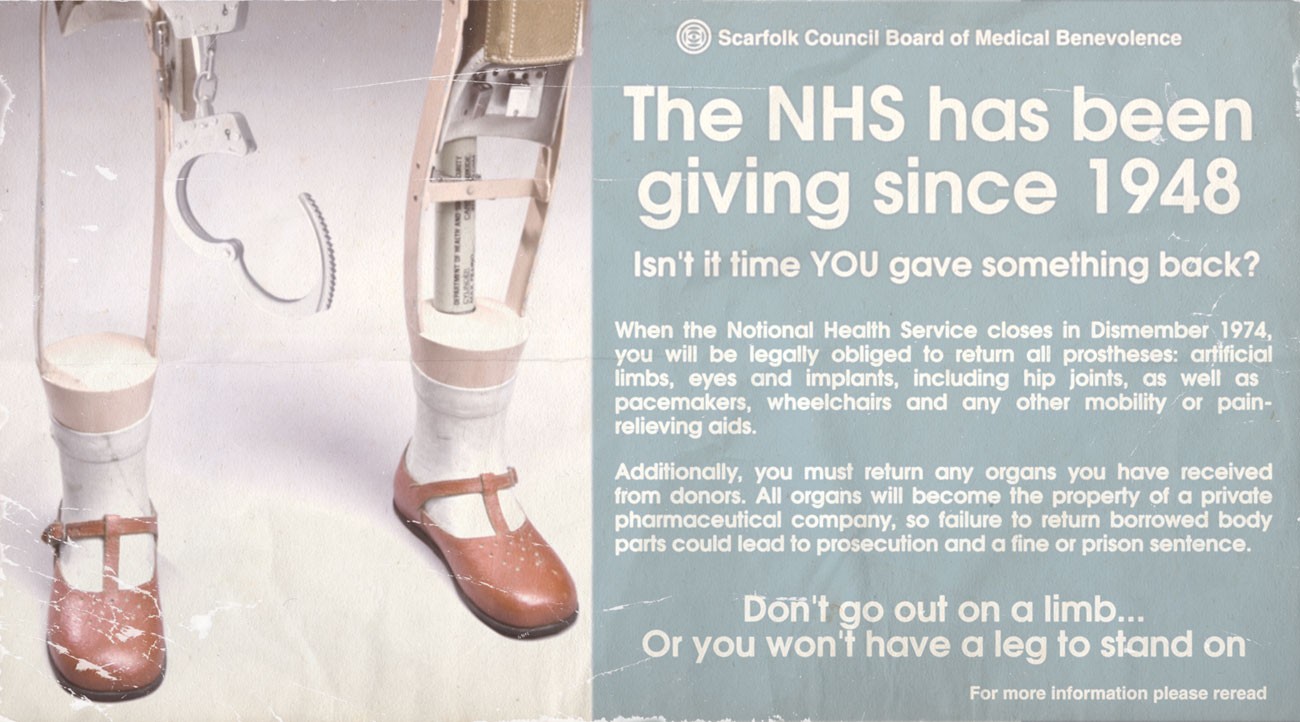 Scarfolk Council Board of Medical Benevolence
The NHS has been
giving since 1948
Isn't it time YOU gave something back?
When the Notional Health Service closes in Dismember 1974,
you will be legally obliged to return all prostheses: artificial
limbs, eyes and implants, including hip joints, as well as
pacemakers, wheelchairs and any other mobility or pain-
relieving aids.
Additionally, you must return any organs you have received
from donors. All organs will become the property of a private
pharmaceutical company, so failure to return borrowed body
parts could lead to prosecution and a fine or prison sentence.
Don't go out on a limb...
Or you won't have a leg to stand on
For more information please reread
DEPARTMENT OF HEALTH AND
CYLINDER